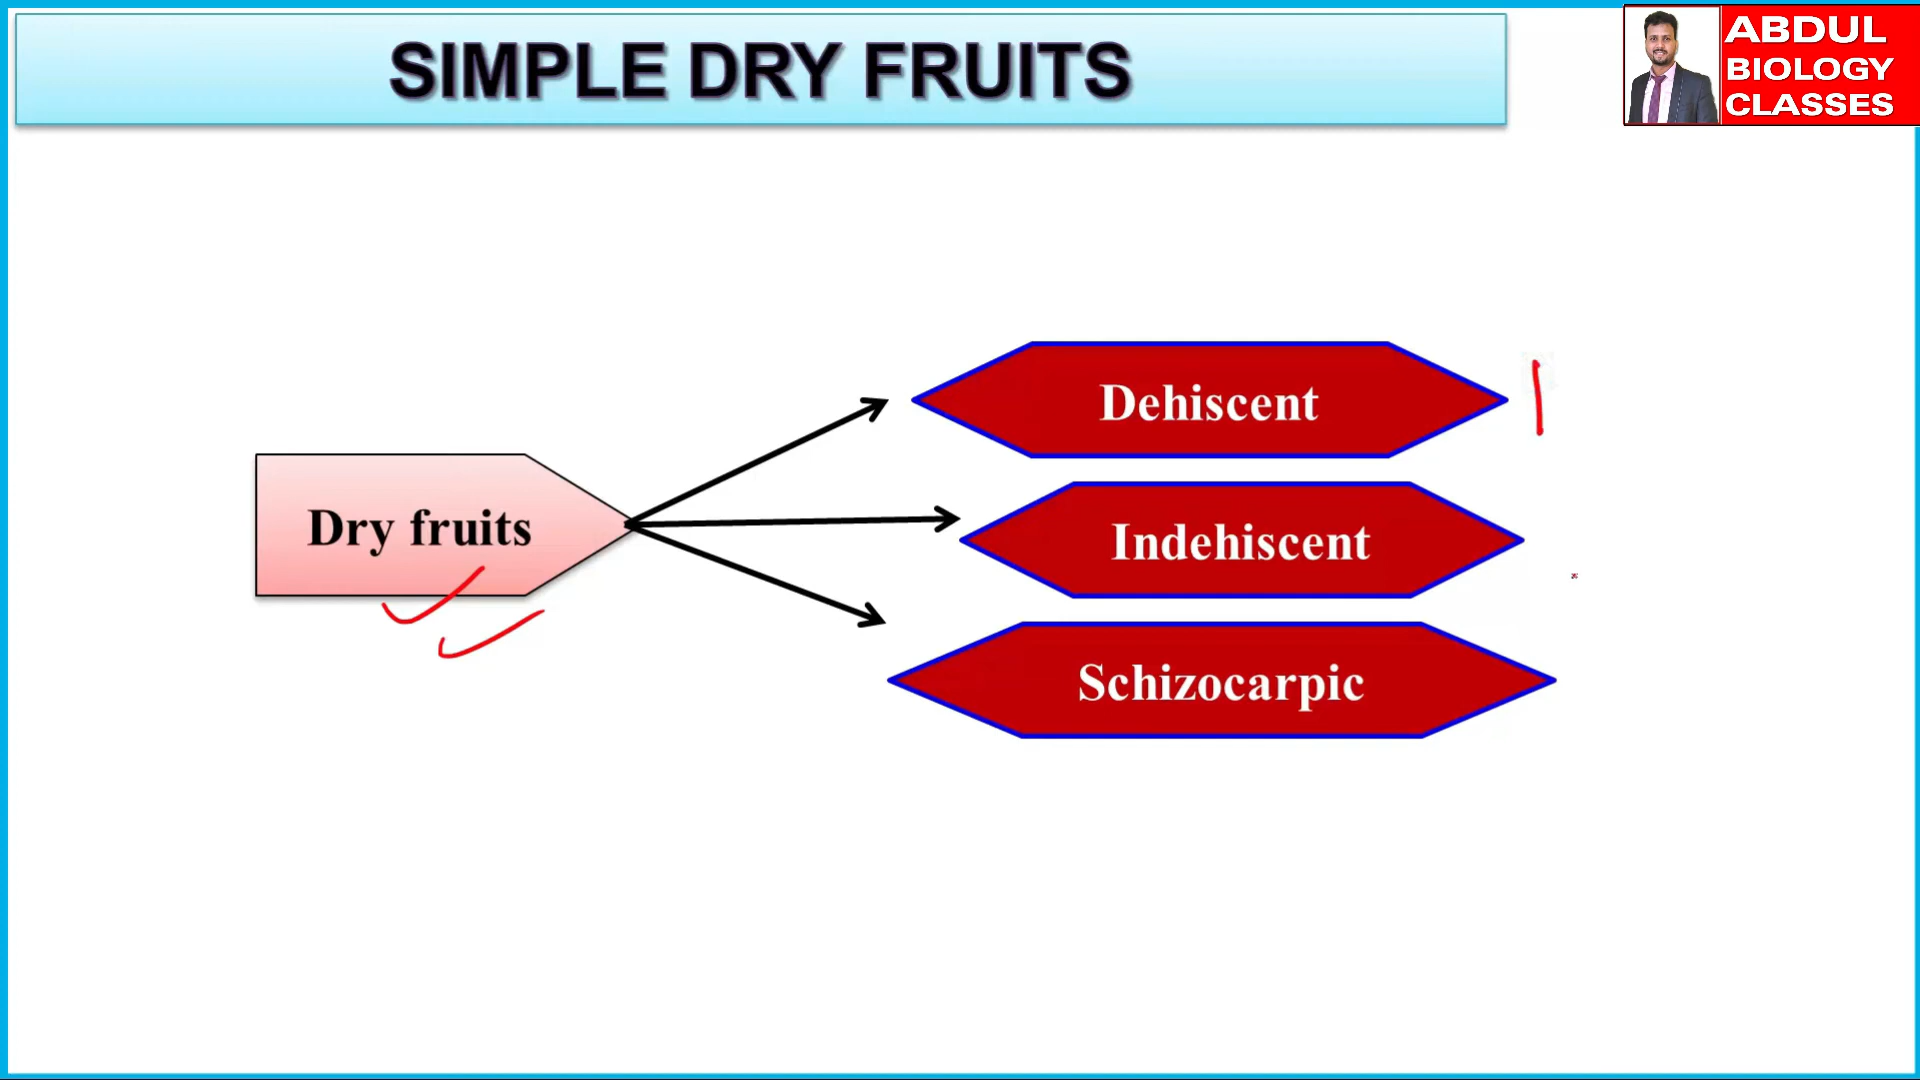 SIMPLE DRY FRUITS
ABDUL
BIOLOGY
CLASSES
Dry fruits
Dehiscent
Indehiscent
Schizocarpic